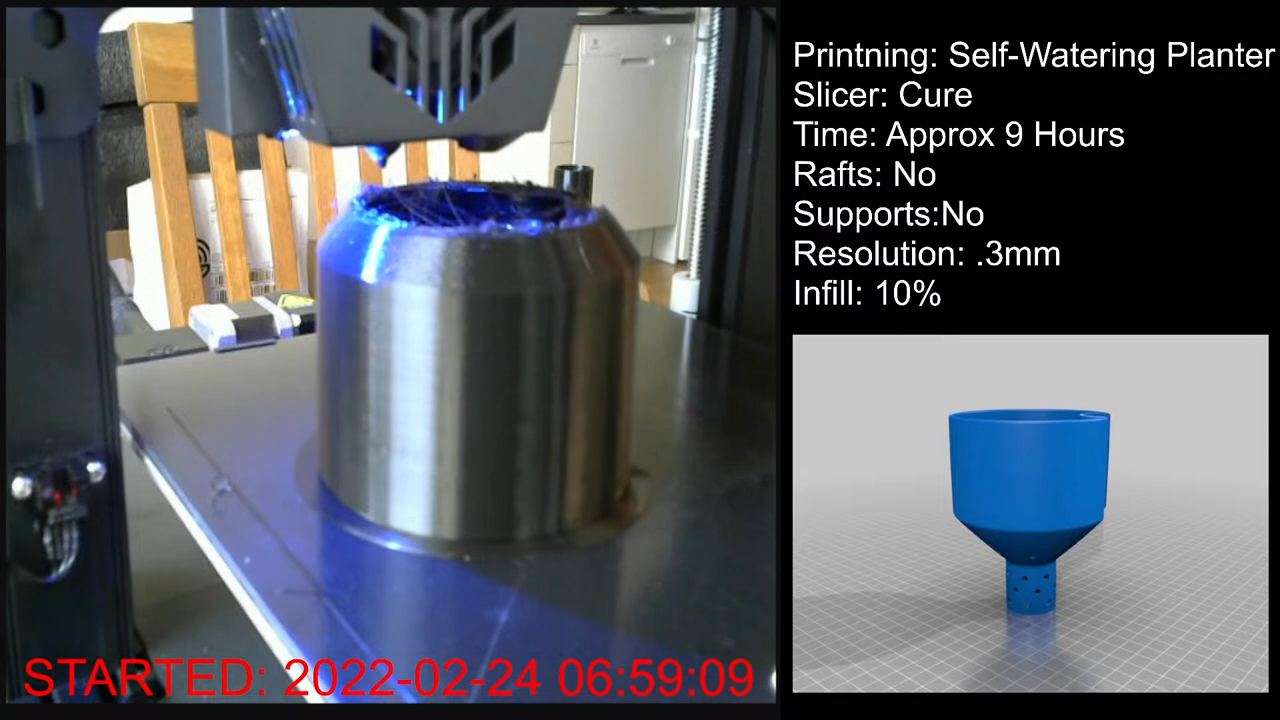 Printning: Self-Watering Planter
Slicer: Cure
Time: Approx 9 Hours
Rafts: No
Supports:No
Resolution: .3mm
Infill: 10%
STARTED: 2022-02-24 06:59:09